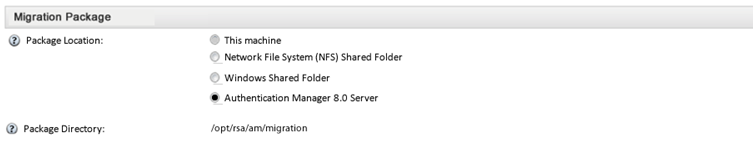 Migration Package
Package Location:
This machine
Network File System (NFS) Shared Folder
Windows Shared Folder
Authentication Manager 8.0 Server
Package Directory:
/opt/rsa/am/migration